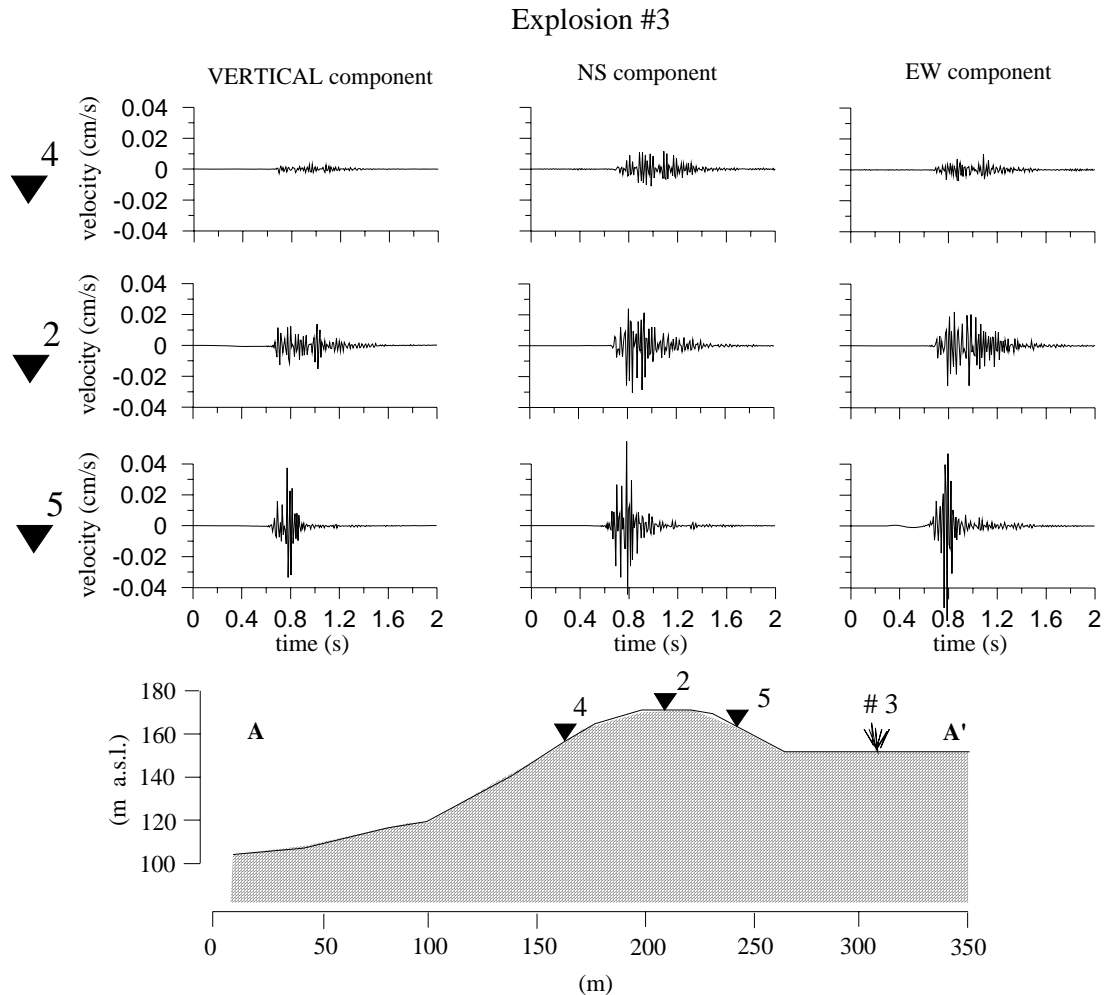 Explosion #3
VERTICAL component
NS component
EW component
4
velocity (cm/s)
0.04
0.02
0
-0.02
-0.04
2
velocity (cm/s)
0.04
0.02
0
-0.02
-0.04
5
velocity (cm/s)
0.04
0.02
0
-0.02
-0.04
0 0.4 0.8 1.2 1.6 2
time (s)
0 0.4 0.8 1.2 1.6 2
time (s)
0 0.4 0.8 1.2 1.6 2
time (s)
(m a.s.l.)
180
160
140
120
100
A
4
2
5
# 3
A'
0 50 100 150 200 250 300 350
(m)